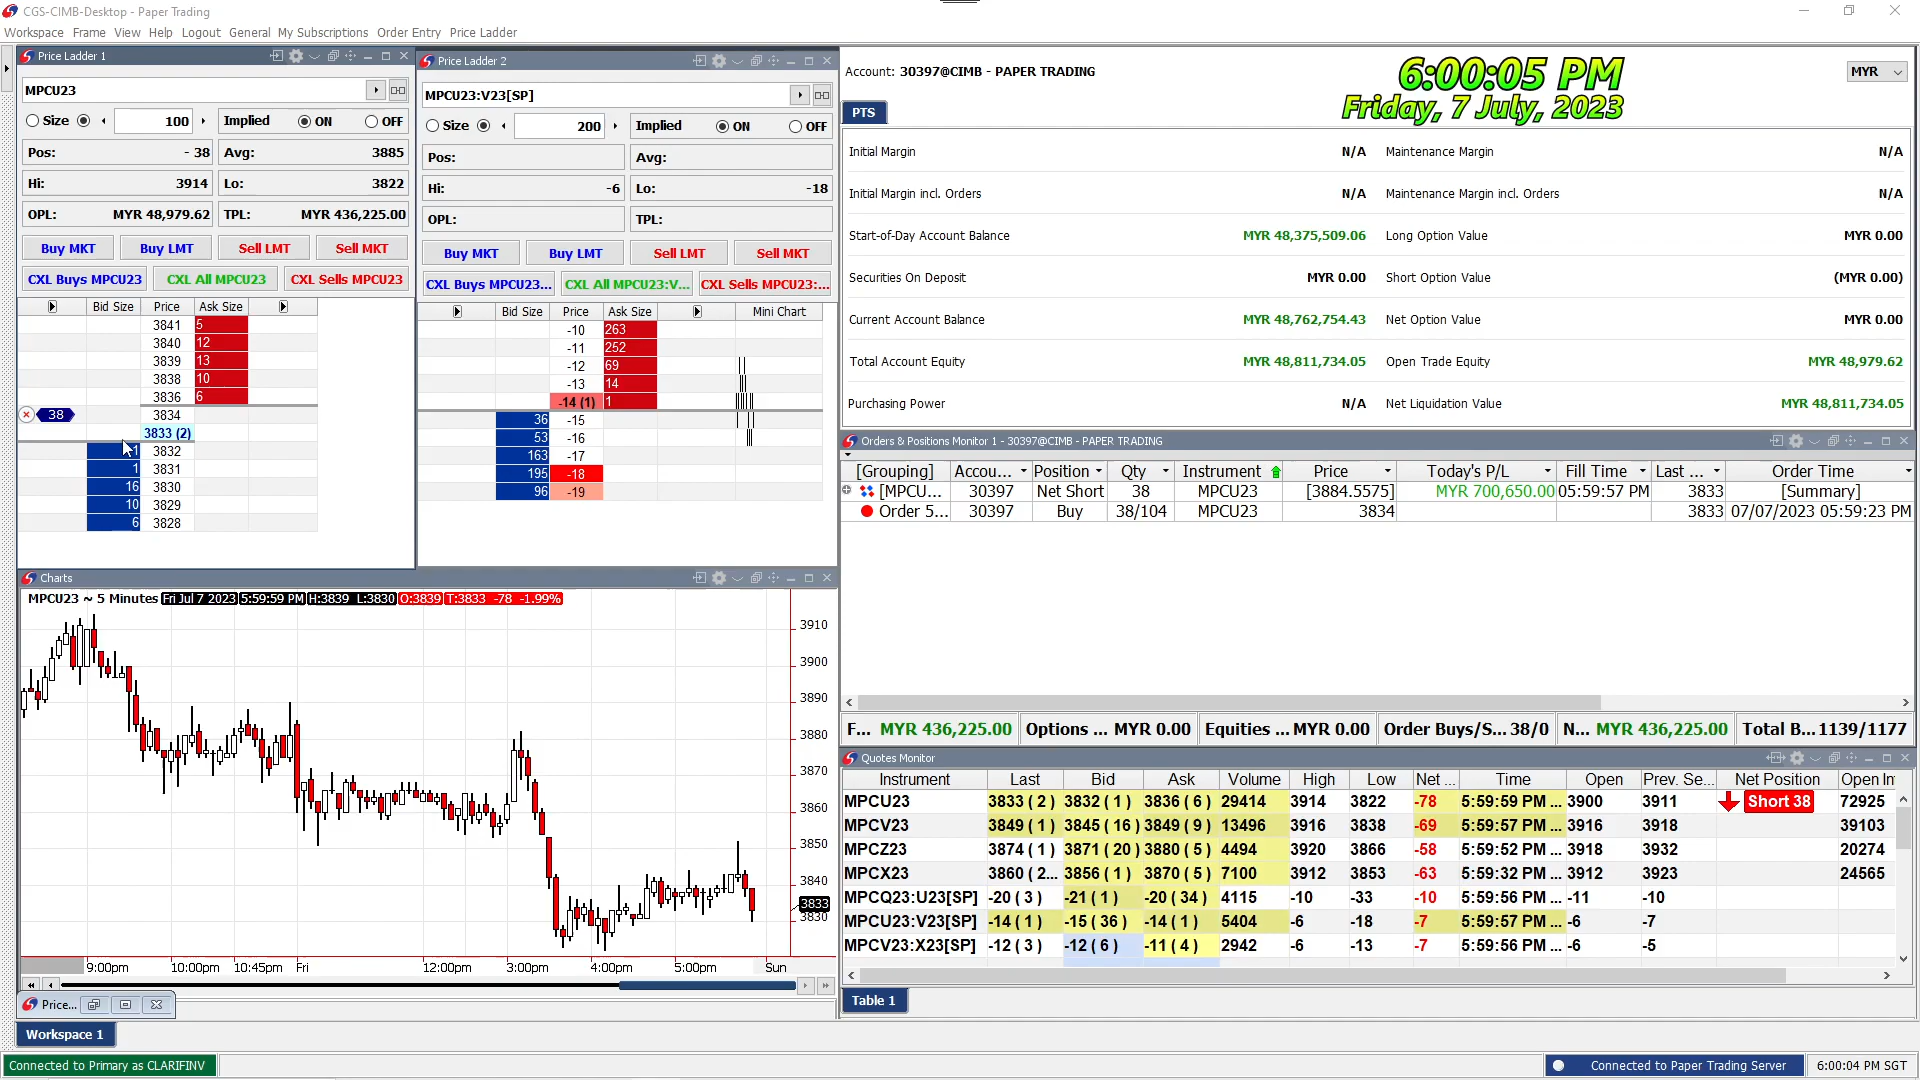 CGS-CIMB-Desktop - Paper Trading
Workspace Frame View Help Logout General My Subscriptions Order Entry Price Ladder
Price Ladder 1
MPCU23
Size 100 Implied ON OFF
Pos: - 38 Avg: 3885
Hi: 3914 Lo: 3822
OPL: MYR 48,979.62 TPL: MYR 436,225.00
Buy MKT Buy LMT Sell LMT Sell MKT
CXL Buys MPCU23 CXL All MPCU23 CXL Sells MPCU23
Bid Size Price Ask Size
3841 5
3840 12
3839 13
3838 10
3836 6
38 3834
3833 (2)
1 3832
1 3831
16 3830
10 3829
6 3828
Price Ladder 2
MPCU23:V23[SP]
Size 200 Implied ON OFF
Pos: Avg:
Hi: -6 Lo: -18
OPL: TPL:
Buy MKT Buy LMT Sell LMT Sell MKT
CXL Buys MPCU23... CXL All MPCU23:V... CXL Sells MPCU23:...
Bid Size Price Ask Size Mini Chart
-10 263
-11 252
-12 69
-13 14
-14 (1) 1
36 -15
53 -16
163 -17
195 -18
96 -19
Account: 30397@CIMB - PAPER TRADING
6:00:05 PM
Friday, 7 July, 2023
MYR
PTS
Initial Margin N/A Maintenance Margin N/A
Initial Margin incl. Orders N/A Maintenance Margin incl. Orders N/A
Start-of-Day Account Balance MYR 48,375,509.06 Long Option Value MYR 0.00
Securities On Deposit MYR 0.00 Short Option Value (MYR 0.00)
Current Account Balance MYR 48,762,754.43 Net Option Value MYR 0.00
Total Account Equity MYR 48,811,734.05 Open Trade Equity MYR 48,979.62
Purchasing Power N/A Net Liquidation Value MYR 48,811,734.05
Orders & Positions Monitor 1 - 30397@CIMB - PAPER TRADING
[Grouping] Accou... Position Qty Instrument Price Today's P/L Fill Time Last ... Order Time
[MPCU... 30397 Net Short 38 MPCU23 [3884.5575] MYR 700,650.00 05:59:57 PM 3833 [Summary]
Order 5... 30397 Buy 38/104 MPCU23 3834 3833 07/07/2023 05:59:23 PM
F... MYR 436,225.00 Options ... MYR 0.00 Equities ... MYR 0.00 Order Buys/S... 38/0 N... MYR 436,225.00 Total B... 1139/1177
Charts
MPCU23 ~ 5 Minutes Fri Jul 7 2023 5:59:59 PM H:3839 L:3830 O:3839 T:3833 -78 -1.99%
3910
3900
3890
3880
3870
3860
3850
3840
3833
3830
9:00pm 10:00pm 10:45pm Fri 12:00pm 3:00pm 4:00pm 5:00pm Sun
Price...
Quotes Monitor
Instrument Last Bid Ask Volume High Low Net ... Time Open Prev. Se... Net Position Open In
MPCU23 3833 ( 2 ) 3832 ( 1 ) 3836 ( 6 ) 29414 3914 3822 -78 5:59:59 PM ... 3900 3911 Short 38 72925
MPCV23 3849 ( 1 ) 3845 ( 16 ) 3849 ( 9 ) 13496 3916 3838 -69 5:59:57 PM ... 3916 3918 39103
MPCZ23 3874 ( 1 ) 3871 ( 20 ) 3880 ( 5 ) 4494 3920 3866 -58 5:59:52 PM ... 3918 3932 20274
MPCX23 3860 ( 2... 3856 ( 1 ) 3870 ( 5 ) 7100 3912 3853 -63 5:59:32 PM ... 3912 3923 24565
MPCQ23:U23[SP] -20 ( 3 ) -21 ( 1 ) -20 ( 34 ) 4115 -10 -33 -10 5:59:56 PM ... -11 -10
MPCU23:V23[SP] -14 ( 1 ) -15 ( 36 ) -14 ( 1 ) 5404 -6 -18 -7 5:59:57 PM ... -6 -7
MPCV23:X23[SP] -12 ( 3 ) -12 ( 6 ) -11 ( 4 ) 2942 -6 -13 -7 5:59:56 PM ... -6 -5
Table 1
Workspace 1
Connected to Primary as CLARIFINV Connected to Paper Trading Server 6:00:04 PM SGT